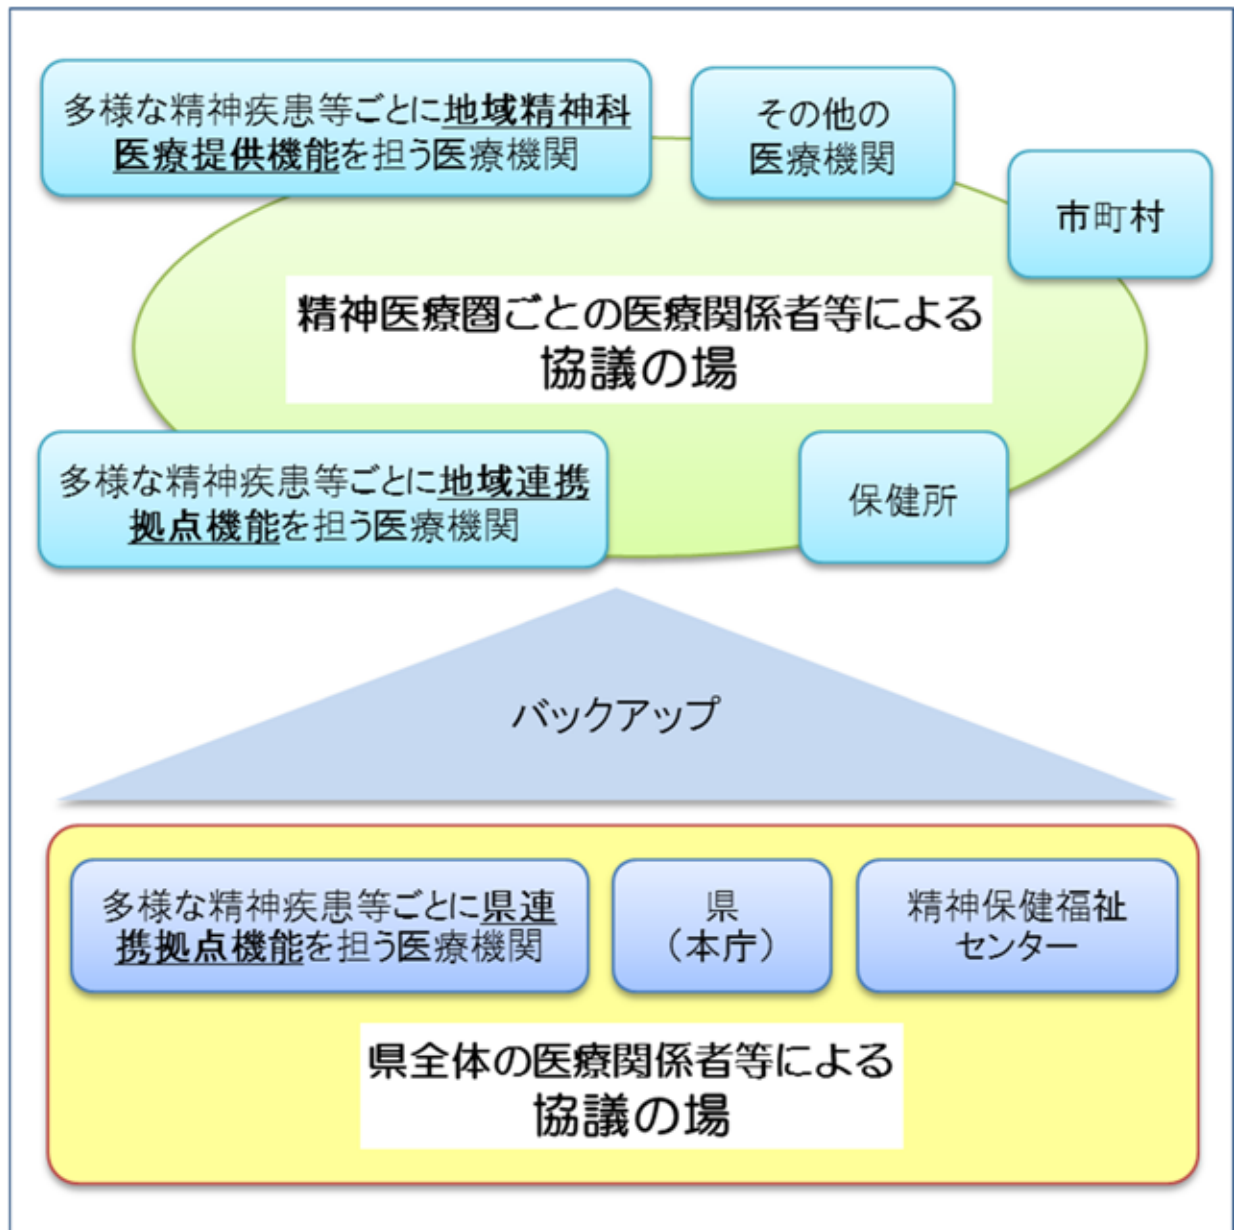 多様な精神疾患等ごとに地域精神科
医療提供機能を担う医療機関
その他の
医療機関
市町村
精神医療圏ごとの医療関係者等による
協議の場
多様な精神疾患等ごとに地域連携
拠点機能を担う医療機関
保健所
バックアップ
多様な精神疾患等ごとに県連
携拠点機能を担う医療機関
県
（本庁）
精神保健福祉
センター
県全体の医療関係者等による
協議の場